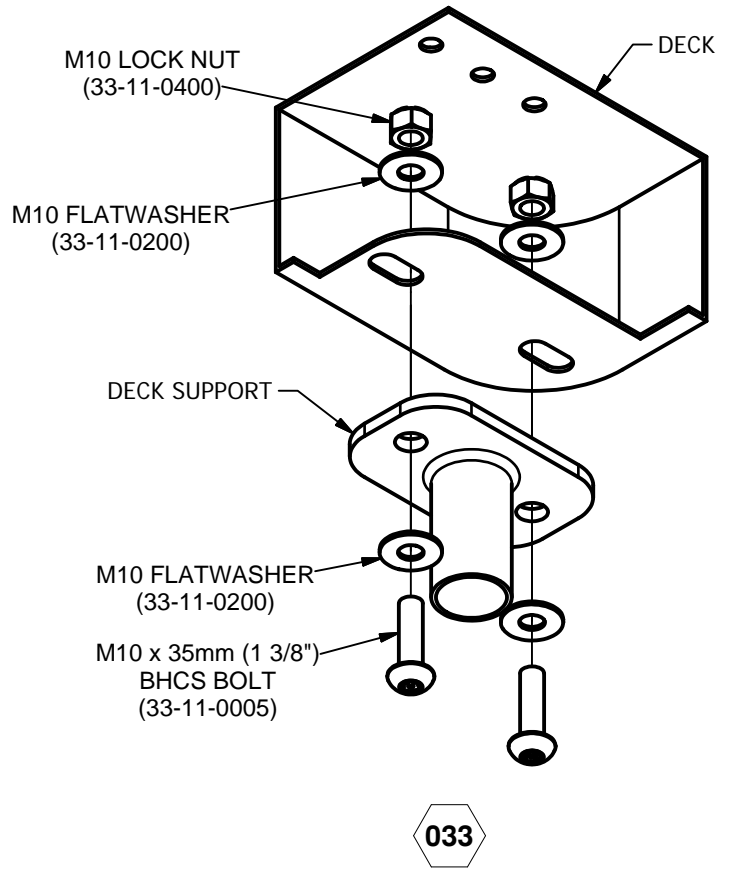 M10 LOCK NUT
(33-11-0400)
DECK
M10 FLATWASHER
(33-11-0200)
DECK SUPPORT
M10 FLATWASHER
(33-11-0200)
M10 x 35mm (1 3/8")
BHCS BOLT
(33-11-0005)
033